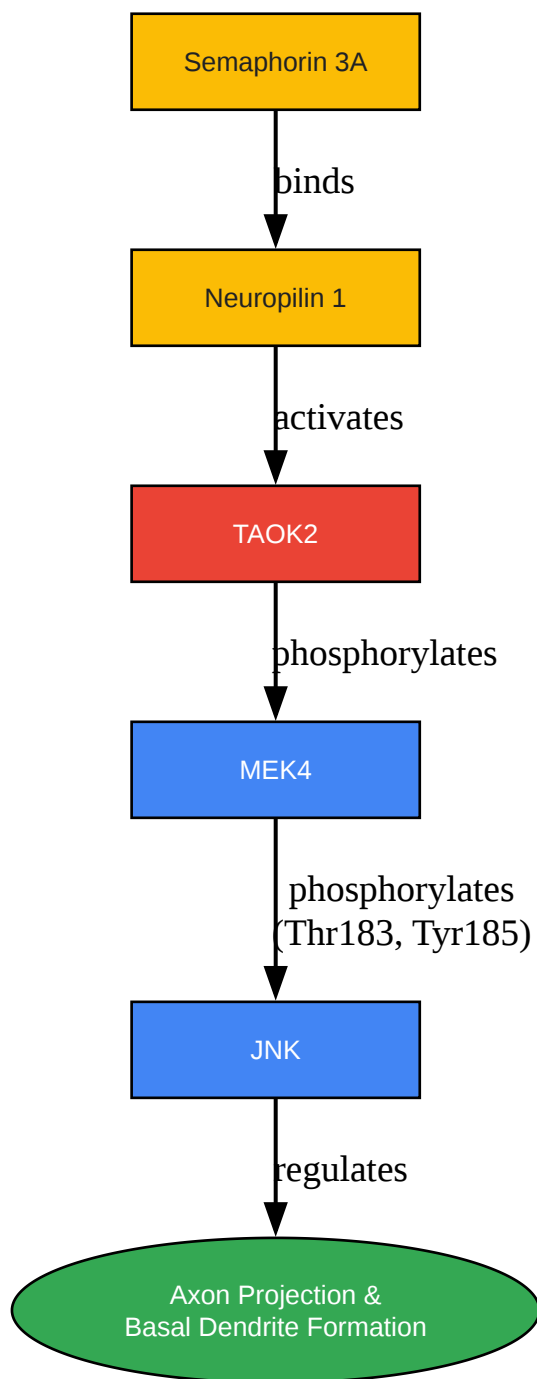 Semaphorin 3A
binds
Neuropilin 1
activates
TAOK2
phosphorylates
MEK4
phosphorylates
(Thr183, Tyr185)
JNK
regulates
Axon Projection &
Basal Dendrite Formation